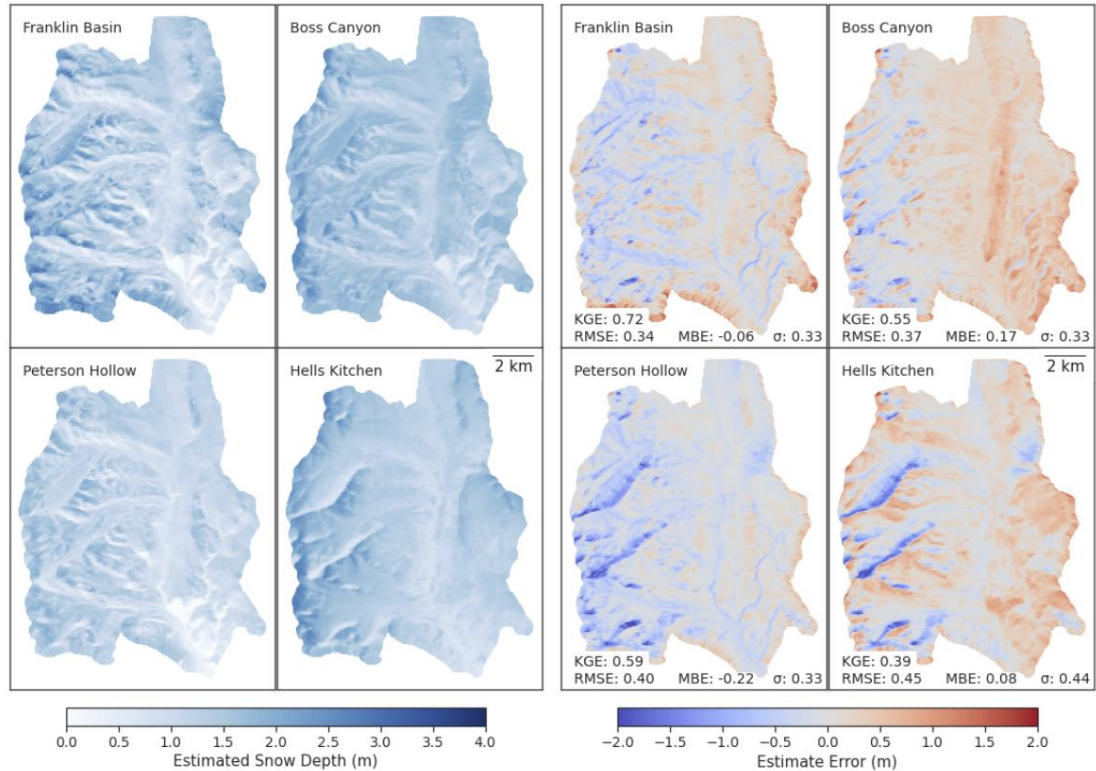 Franklin Basin
Boss Canyon
Franklin Basin
Boss Canyon
KGE: 0.72
RMSE: 0.34 MBE: -0.06 σ: 0.33
KGE: 0.55
RMSE: 0.37 MBE: 0.17 σ: 0.33
Peterson Hollow
Hells Kitchen
2 km
Peterson Hollow
Hells Kitchen
2 km
KGE: 0.59
RMSE: 0.40 MBE: -0.22 σ: 0.33
KGE: 0.39
RMSE: 0.45 MBE: 0.08 σ: 0.44
0.0 0.5 1.0 1.5 2.0 2.5 3.0 3.5 4.0
Estimated Snow Depth (m)
−2.0 −1.5 −1.0 −0.5 0.0 0.5 1.0 1.5 2.0
Estimate Error (m)